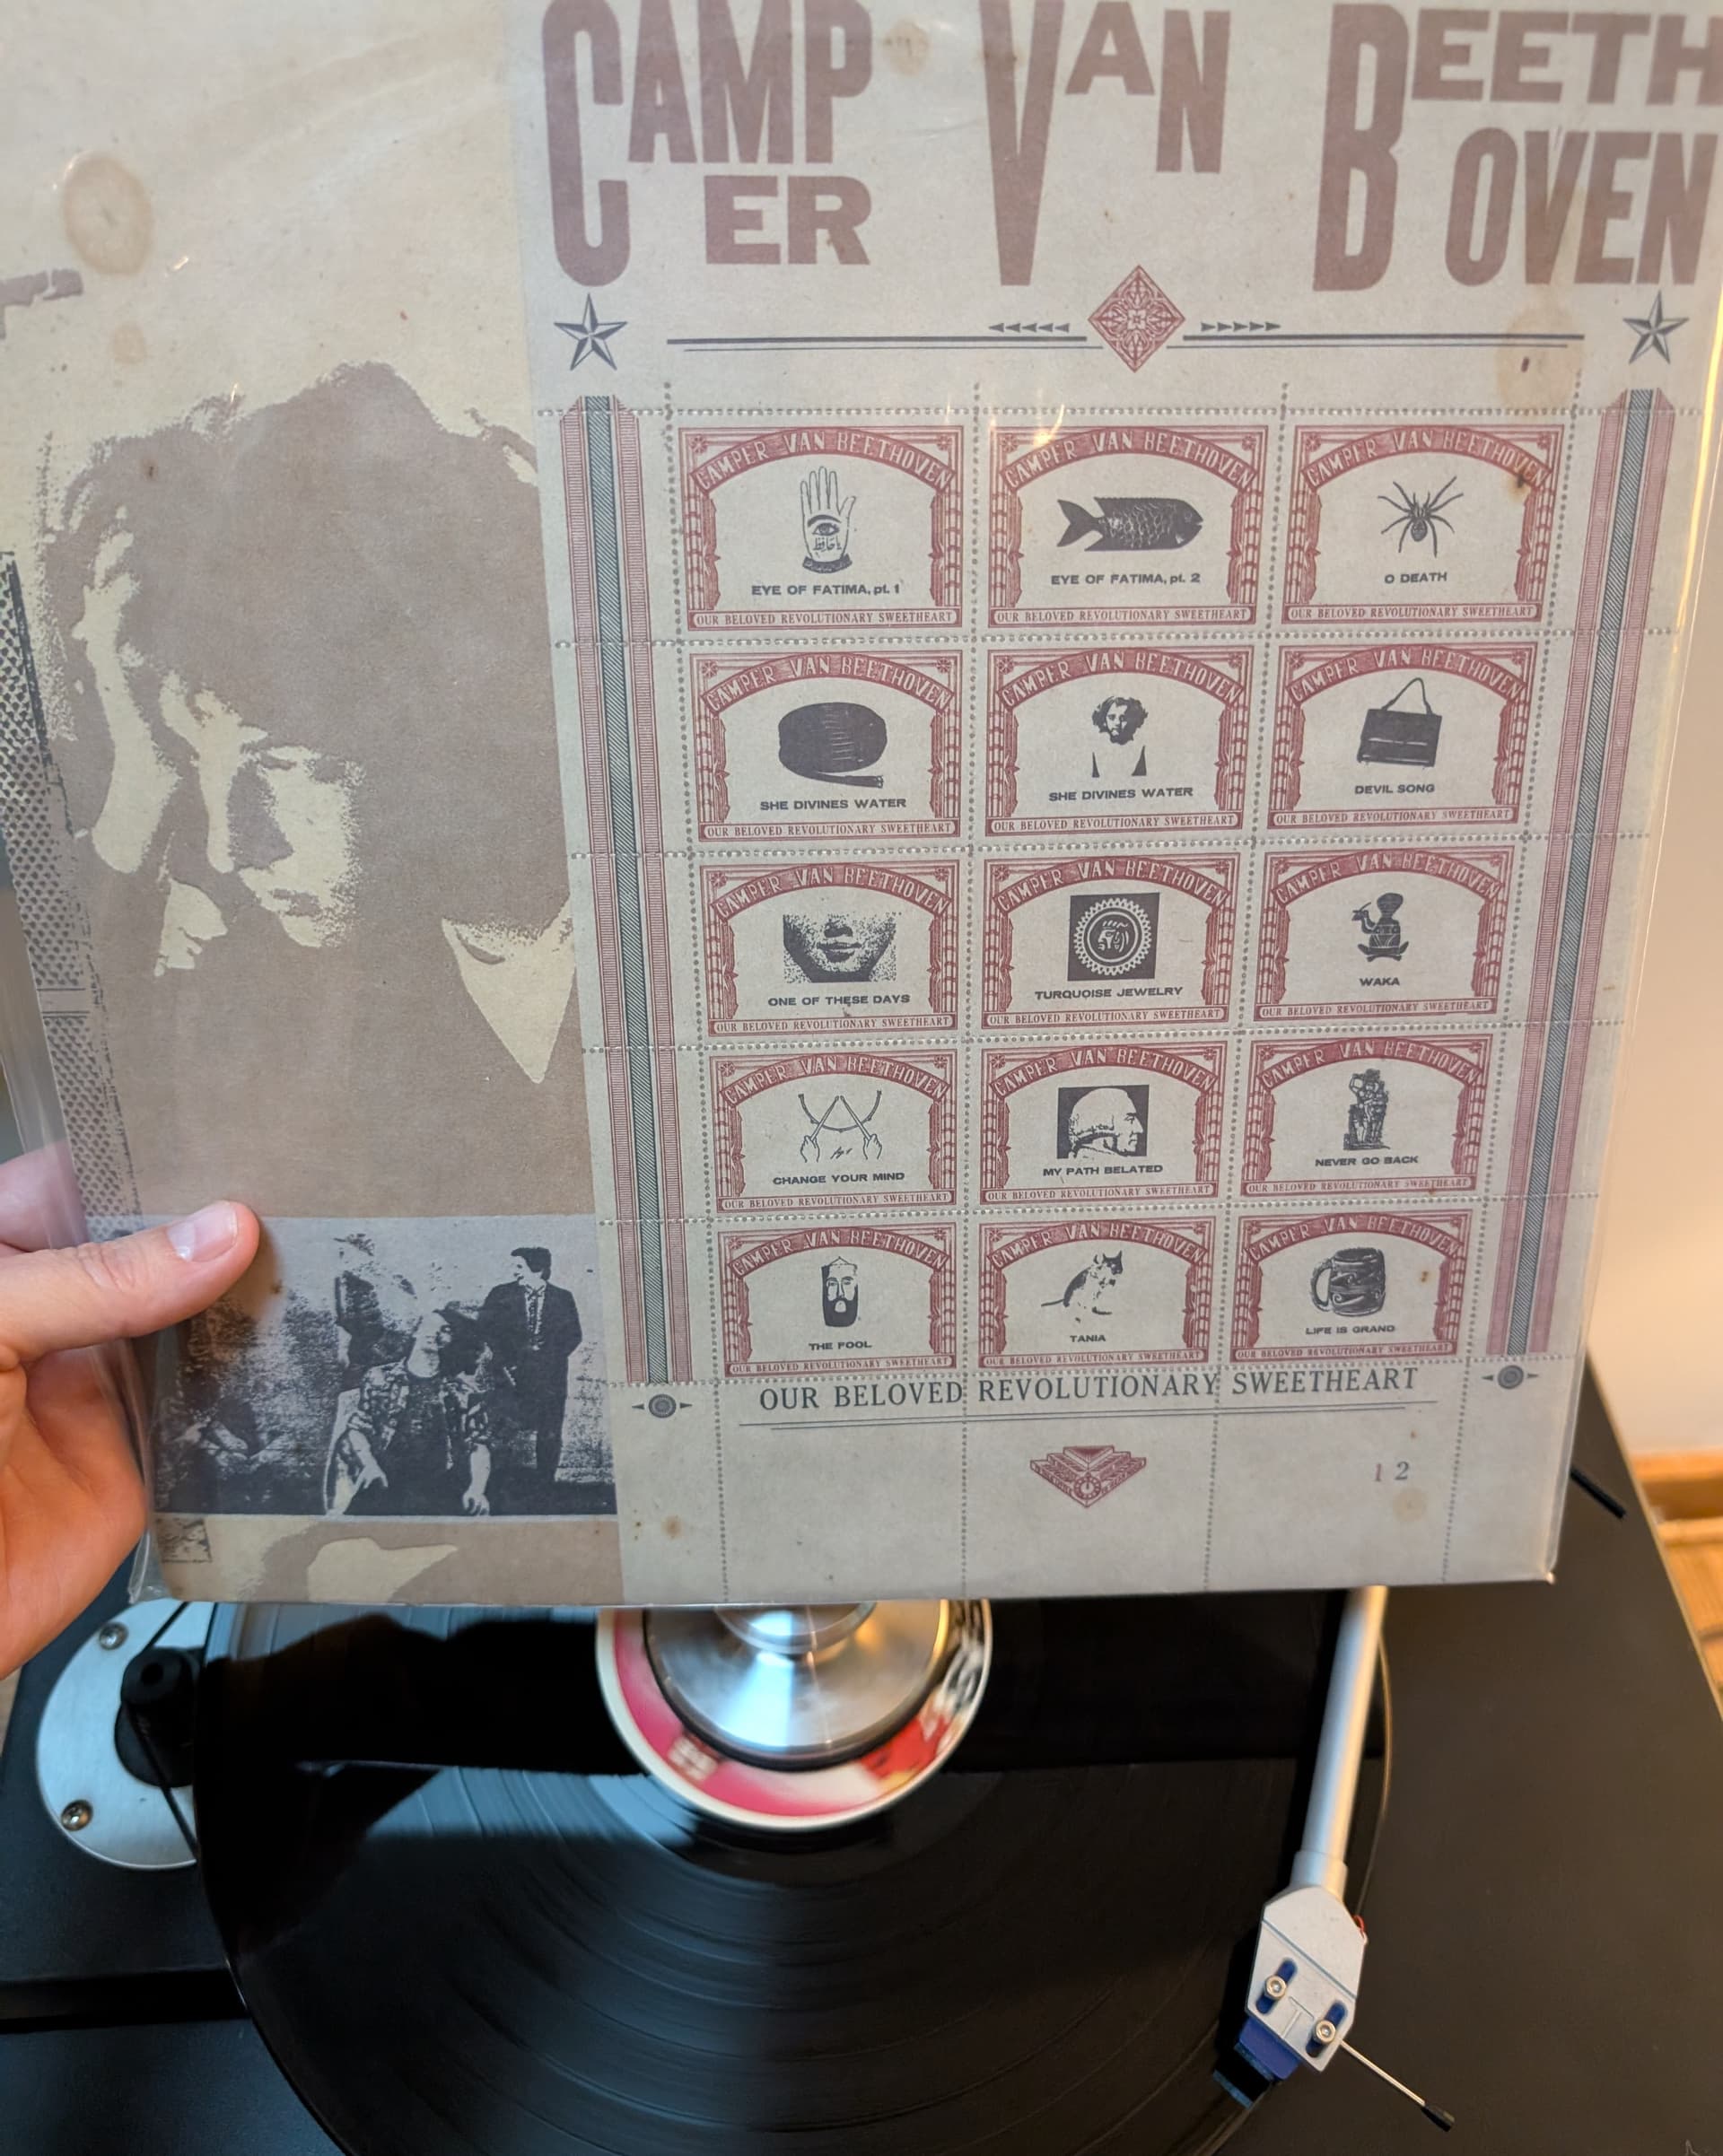 CAMPER VAN BEETHOVEN
CAMPER VAN BEETHOVEN
EYE OF FATIMA, pt. 1
OUR BELOVED REVOLUTIONARY SWEETHEART
CAMPER VAN BEETHOVEN
EYE OF FATIMA, pt. 2
OUR BELOVED REVOLUTIONARY SWEETHEART
CAMPER VAN BEETHOVEN
O DEATH
OUR BELOVED REVOLUTIONARY SWEETHEART
CAMPER VAN BEETHOVEN
SHE DIVINES WATER
OUR BELOVED REVOLUTIONARY SWEETHEART
CAMPER VAN BEETHOVEN
SHE DIVINES WATER
OUR BELOVED REVOLUTIONARY SWEETHEART
CAMPER VAN BEETHOVEN
DEVIL SONG
OUR BELOVED REVOLUTIONARY SWEETHEART
CAMPER VAN BEETHOVEN
ONE OF THESE DAYS
OUR BELOVED REVOLUTIONARY SWEETHEART
CAMPER VAN BEETHOVEN
TURQUOISE JEWELRY
OUR BELOVED REVOLUTIONARY SWEETHEART
CAMPER VAN BEETHOVEN
WAKA
OUR BELOVED REVOLUTIONARY SWEETHEART
CAMPER VAN BEETHOVEN
CHANGE YOUR MIND
OUR BELOVED REVOLUTIONARY SWEETHEART
CAMPER VAN BEETHOVEN
MY PATH BELATED
OUR BELOVED REVOLUTIONARY SWEETHEART
CAMPER VAN BEETHOVEN
NEVER GO BACK
OUR BELOVED REVOLUTIONARY SWEETHEART
CAMPER VAN BEETHOVEN
THE FOOL
OUR BELOVED REVOLUTIONARY SWEETHEART
CAMPER VAN BEETHOVEN
TANIA
OUR BELOVED REVOLUTIONARY SWEETHEART
CAMPER VAN BEETHOVEN
LIFE IS GRAND
OUR BELOVED REVOLUTIONARY SWEETHEART
OUR BELOVED REVOLUTIONARY SWEETHEART
1 2